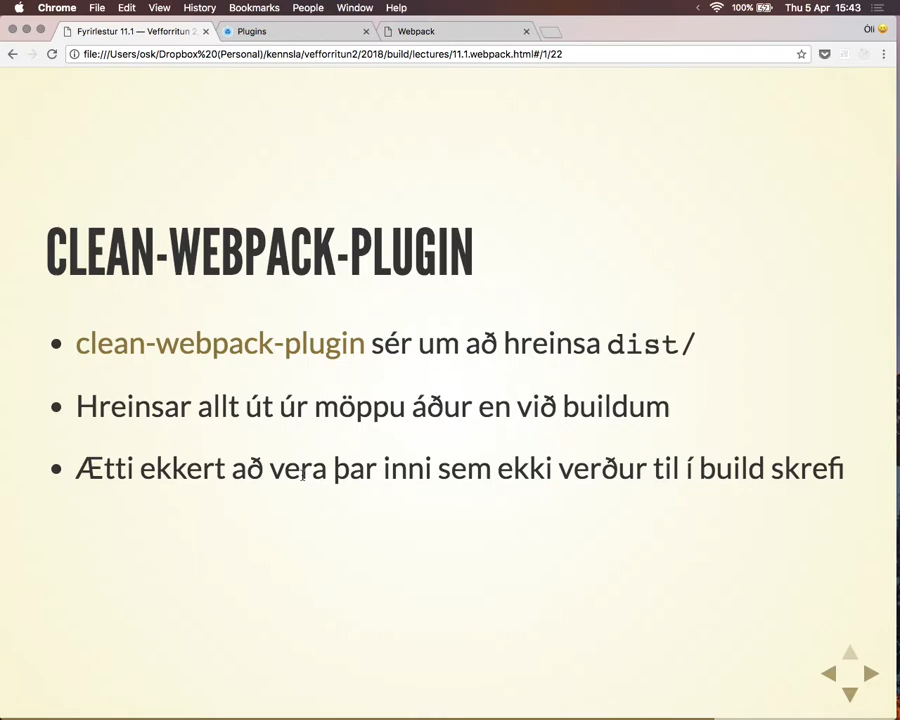 Chrome File Edit View History Bookmarks People Window Help 100% Thu 5 Apr 15:43
Fyrirlestur 11.1 — Vefforritun 2, Plugins Webpack Óli
file:///Users/osk/Dropbox%20(Personal)/kennsla/vefforritun2/2018/build/lectures/11.1.webpack.html#/1/22
CLEAN-WEBPACK-PLUGIN
• clean-webpack-plugin sér um að hreinsa dist/
• Hreinsar allt út úr möppu áður en við buildum
• Ætti ekkert að vera þar inni sem ekki verður til í build skrefi